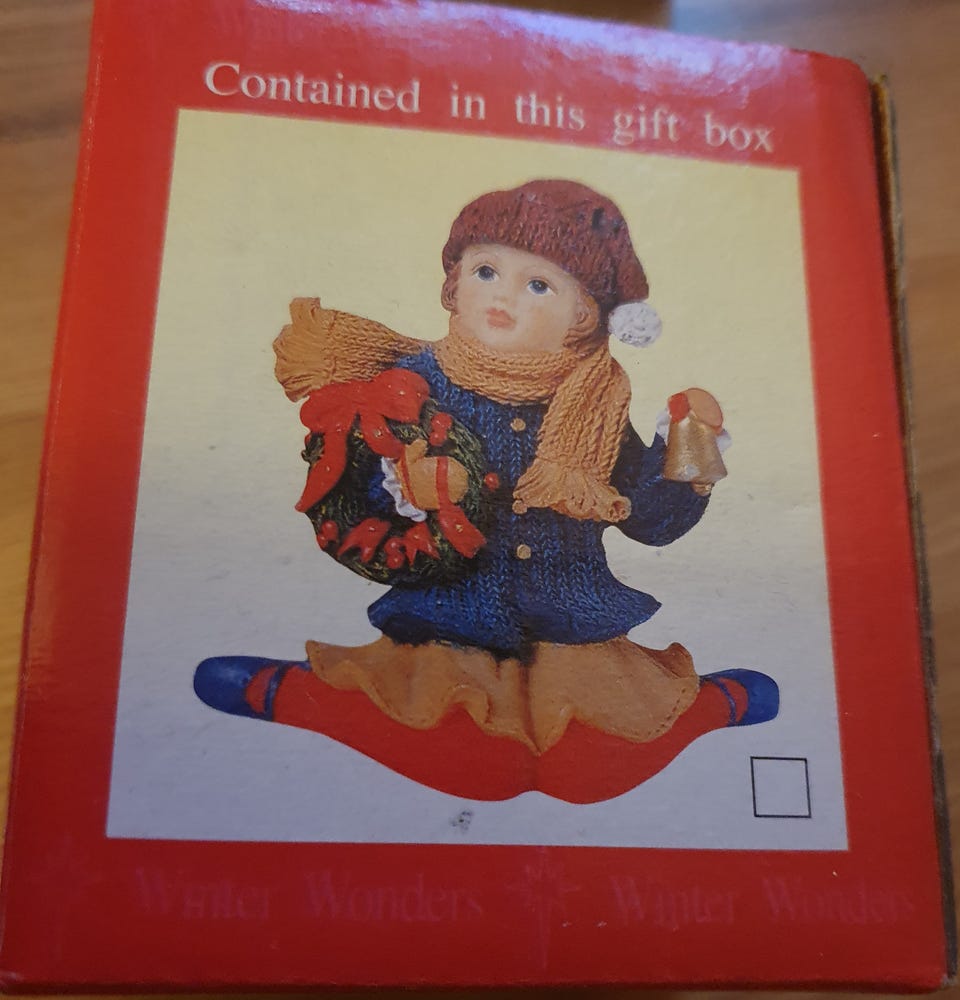 Contained in this gift box
Winter Wonders Winter Wonders